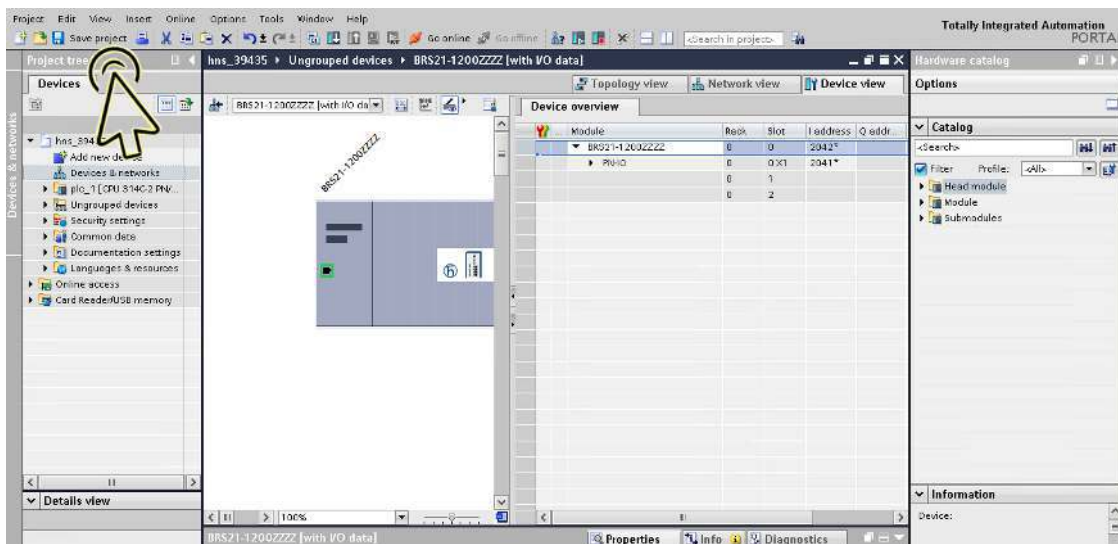 Project Edit View Insert Online Options Tools Window Help
Totally Integrated Automation
PORTA
Save project
Go online
Go offline
<Search in project>
Project tree
hns_39435 ▸ Ungrouped devices ▸ BRS21-1200ZZZZ [with I/O data]
Hardware catalog
Devices
Topology view
Network view
Device view
Options
BRS21-1200ZZZZ [with I/O da
Device overview
Module Rack Slot I address Q addr...
BRS21-1200ZZZZ 0 0 2042*
PN-IO 0 0 X1 2041*
0 1
0 2
Catalog
<Search>
Filter Profile: <All>
Head module
Module
Submodules
Add new
Devices & networks
plc_1 [CPU 314C-2 PN/...
Ungrouped devices
Security settings
Common data
Documentation settings
Languages & resources
Online access
Card Reader/USB memory
Devices & networks
BRS21-1200ZZZZ
Details view
100%
Information
Device:
BRS21-1200ZZZZ [with I/O data]
Properties
Info
Diagnostics